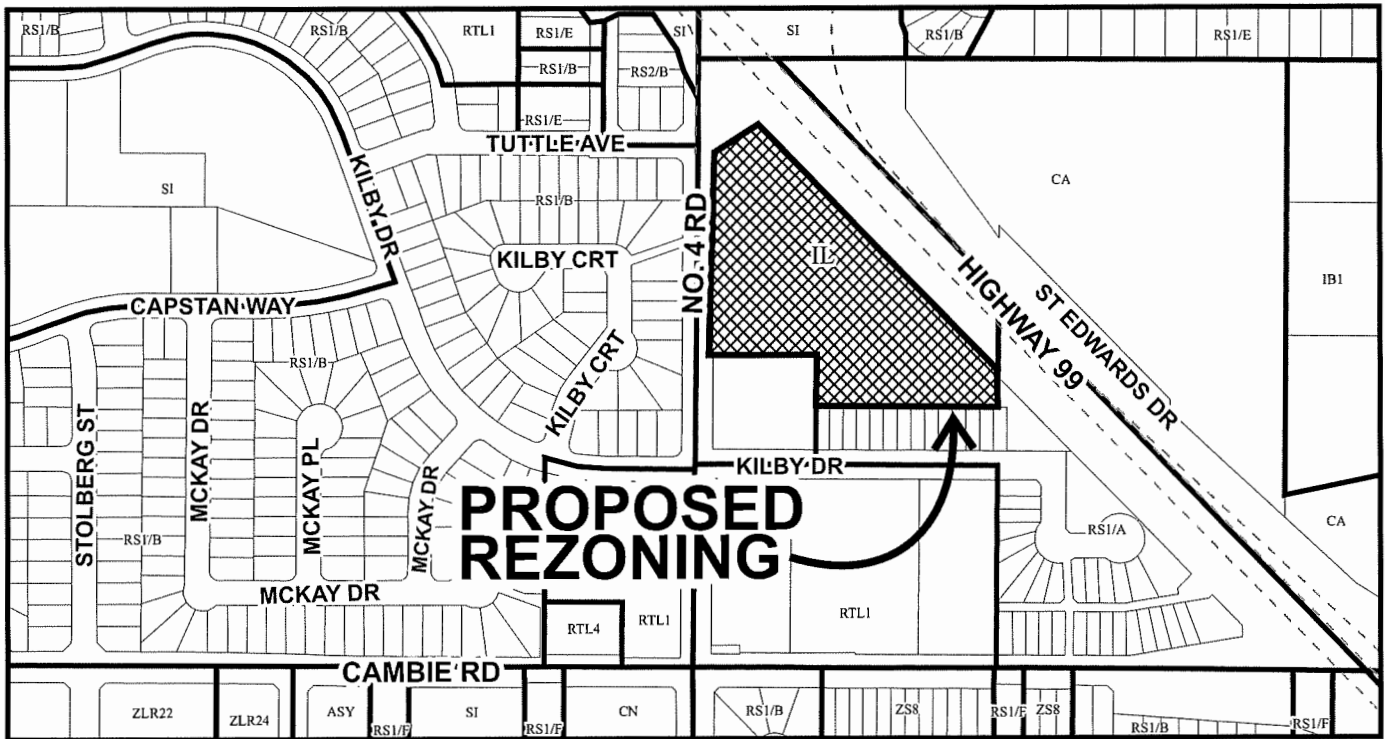 RS1/B
RS1/B
RTL1
RS1/E
SI
SI
RS1/B
RS1/E
RS1/B
RS2/B
RS1/E
TUTTLE AVE
KILBY DR
SI
RS1/B
CA
NO. 4 RD
IL
KILBY CRT
HIGHWAY 99
ST EDWARDS DR
IB1
CAPSTAN WAY
RS1/B
KILBY CRT
STOLBERG ST
MCKAY DR
MCKAY PL
MCKAY DR
KILBY DR
PROPOSED
REZONING
CA
RS1/A
RS1/B
MCKAY DR
RTL4
RTL1
RTL1
CAMBIE RD
ZLR22
ZLR24
ASY
RS1/F
SI
RS1/F
CN
RS1/B
ZS8
RS1/F
ZS8
RS1/B
RS1/F